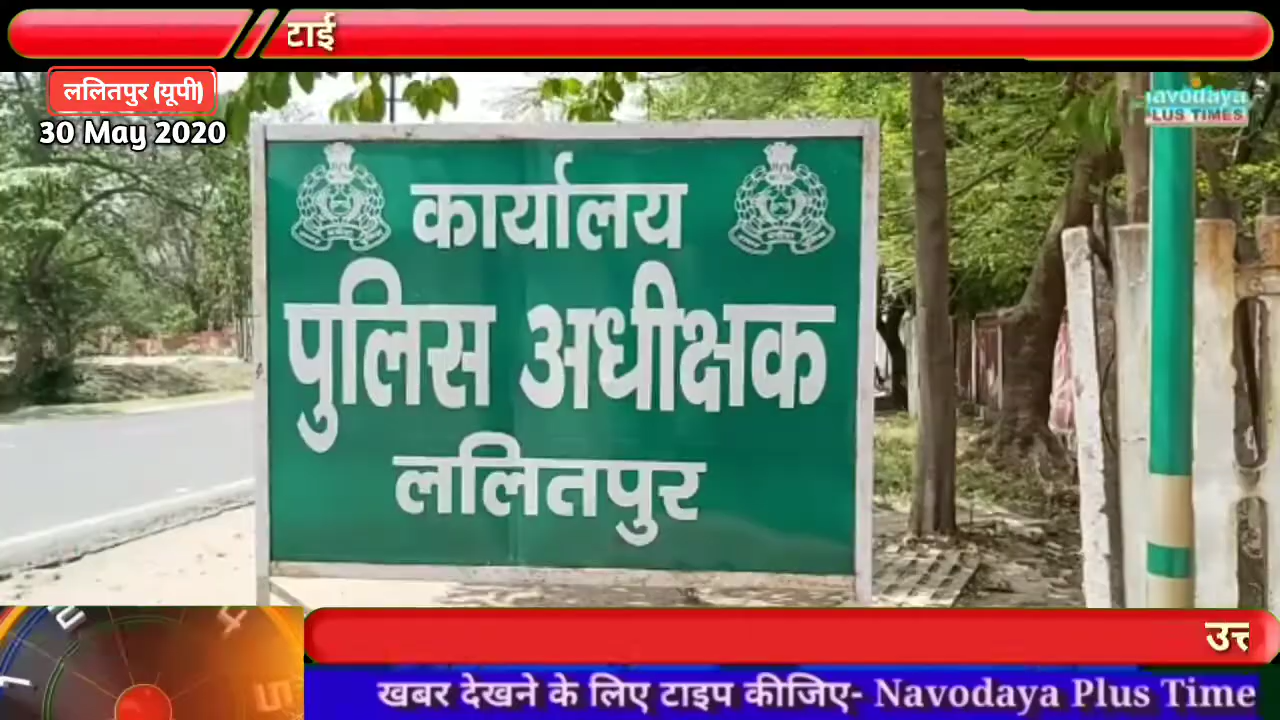 टाई
ललितपुर (यूपी)
30 May 2020
Navodaya
PLUS TIMES
कार्यालय
पुलिस अधीक्षक
ललितपुर
खबर देखने के लिए टाइप कीजिए- Navodaya Plus Time